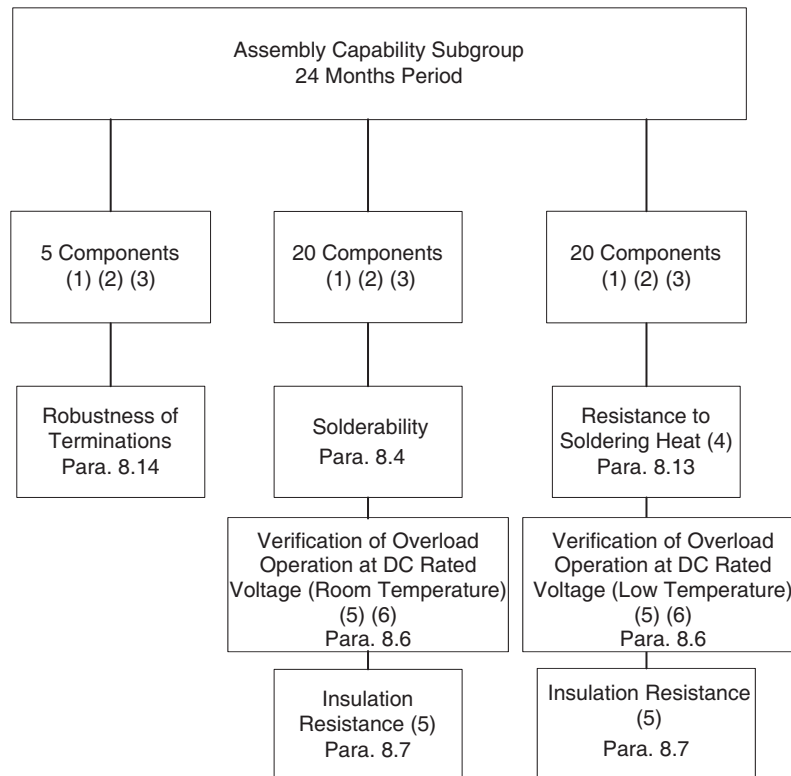 Assembly Capability Subgroup
24 Months Period
5 Components
(1) (2) (3)
20 Components
(1) (2) (3)
20 Components
(1) (2) (3)
Robustness of
Terminations
Para. 8.14
Solderability
Para. 8.4
Resistance to
Soldering Heat (4)
Para. 8.13
Verification of Overload
Operation at DC Rated
Voltage (Room Temperature)
(5) (6)
Para. 8.6
Verification of Overload
Operation at DC Rated
Voltage (Low Temperature)
(5) (6)
Para. 8.6
Insulation
Resistance (5)
Para. 8.7
Insulation Resistance
(5)
Para. 8.7